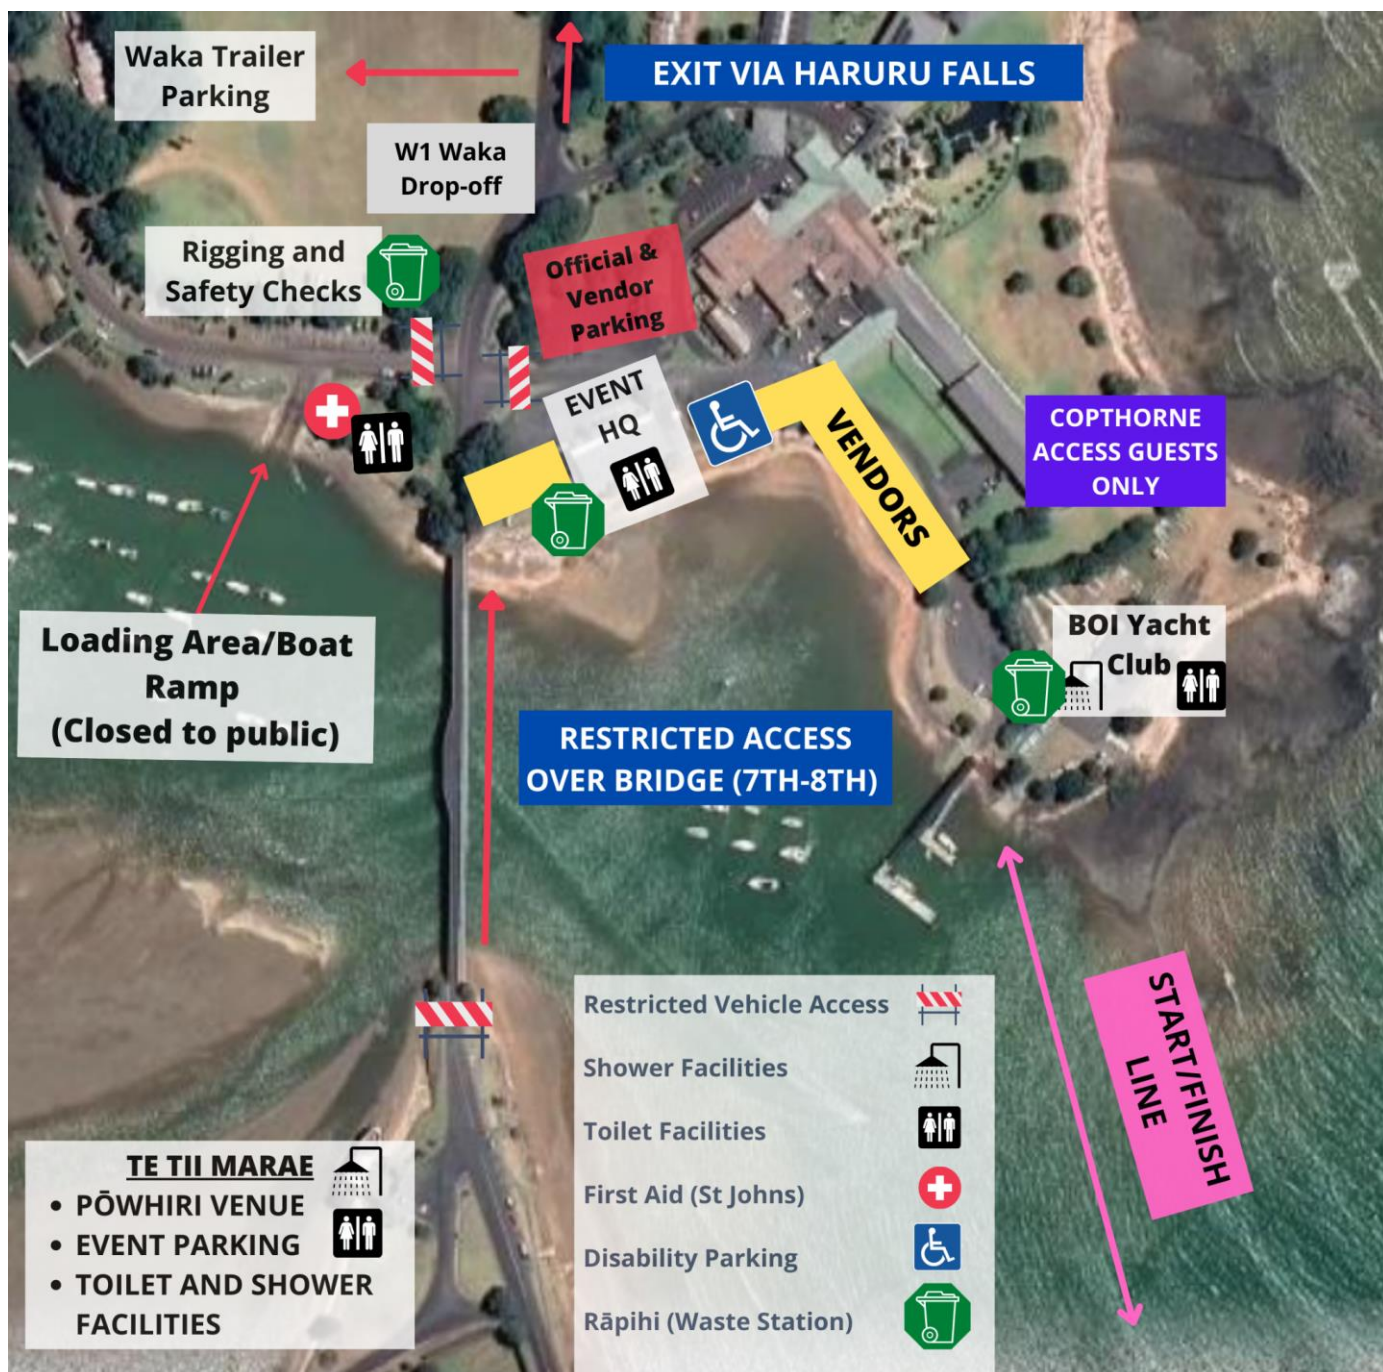 Waka Trailer
Parking
EXIT VIA HARURU FALLS
W1 Waka
Drop-off
Rigging and
Safety Checks
Official &
Vendor
Parking
EVENT
HQ
VENDORS
COPTHORNE
ACCESS GUESTS
ONLY
Loading Area/Boat
Ramp
(Closed to public)
BOI Yacht
Club
RESTRICTED ACCESS
OVER BRIDGE (7TH-8TH)
START/FINISH
LINE
Restricted Vehicle Access
Shower Facilities
Toilet Facilities
First Aid (St Johns)
Disability Parking
Rāpihi (Waste Station)
TE TII MARAE
• PŌWHIRI VENUE
• EVENT PARKING
• TOILET AND SHOWER
FACILITIES